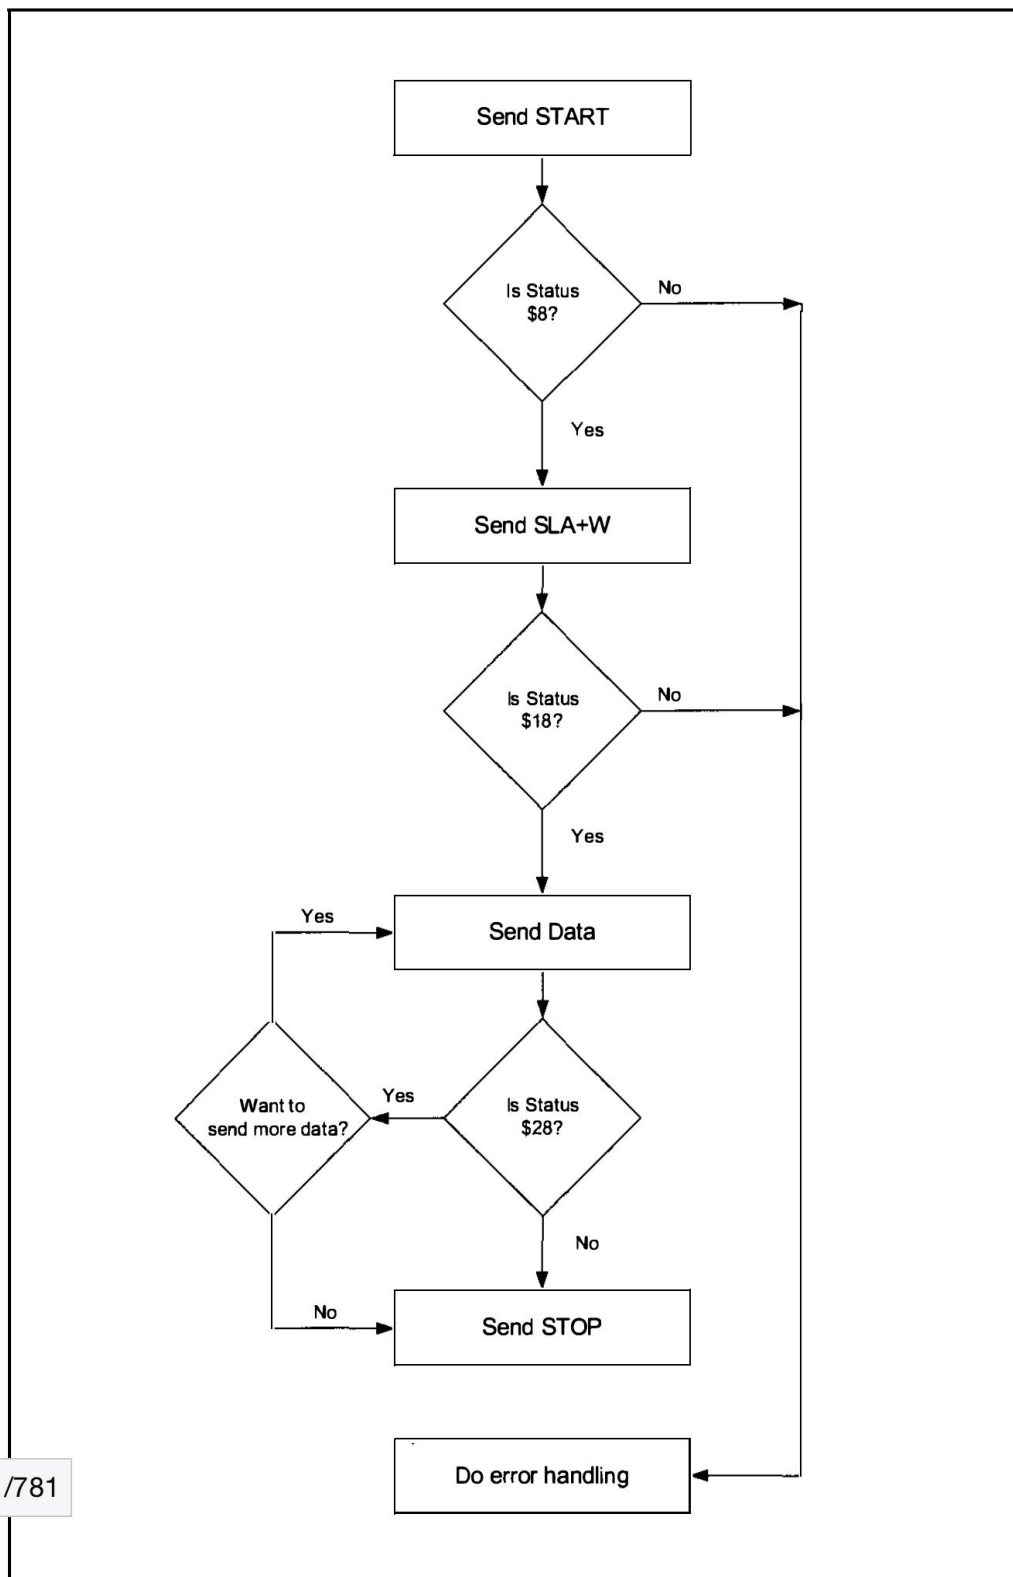 Send START
Is Status
$8?
No
Yes
Send SLA+W
Is Status
$18?
No
Yes
Yes
Send Data
Want to
send more data?
Yes
Is Status
$28?
No
No
Send STOP
Do error handling
/781